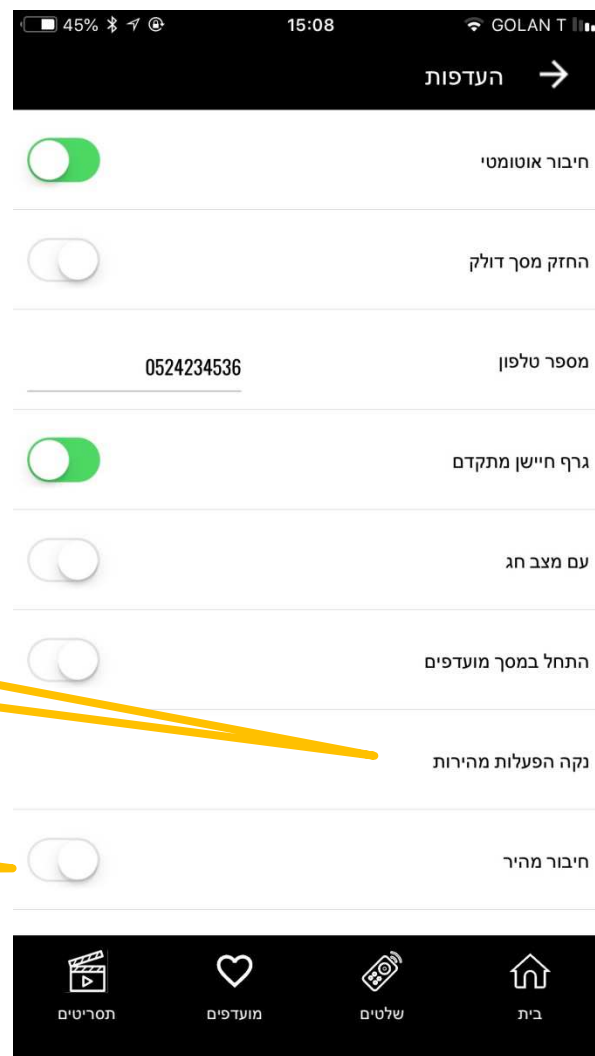 45% 15:08 GOLAN T
העדפות
חיבור אוטומטי
החזק מסך דולק
מספר טלפון 0524234536
גרף חיישן מתקדם
עם מצב חג
התחל במסך מועדפים
נקה הפעלות מהירות
חיבור מהיר
בית שלטים מועדפים תסריטים